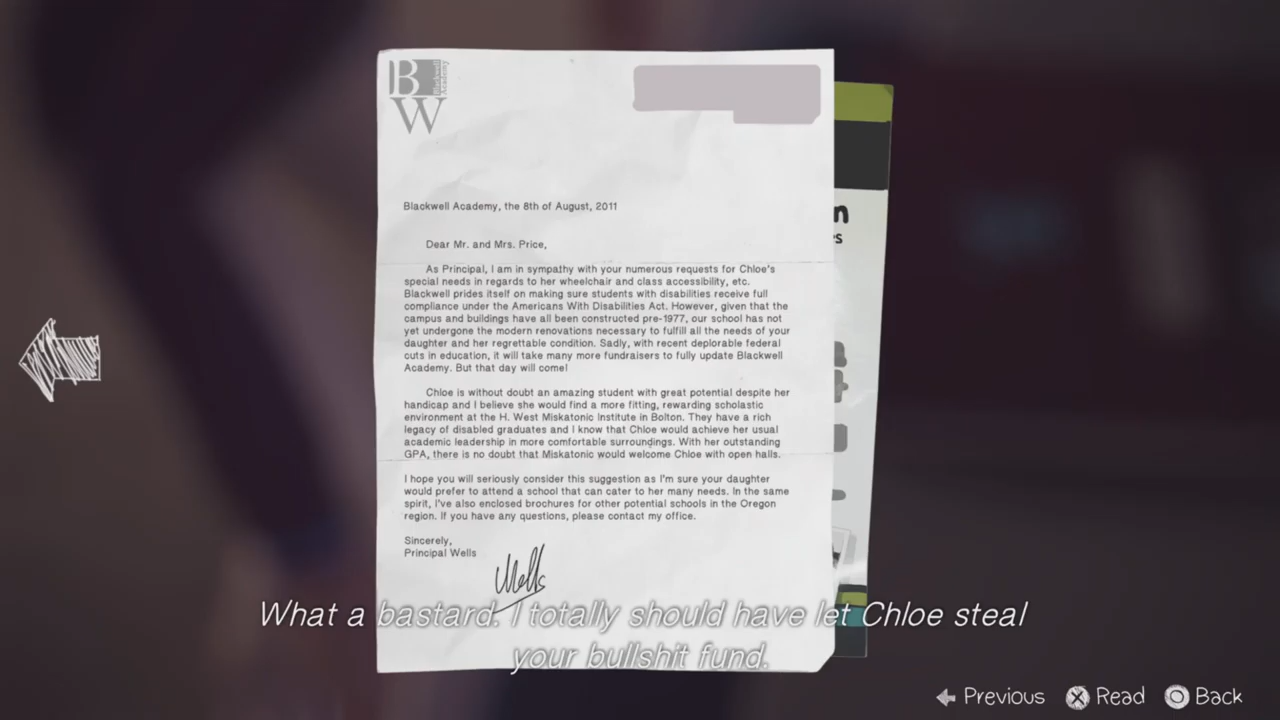 B
Blackwell Academy
W
Blackwell Academy, the 8th of August, 2011
Dear Mr. and Mrs. Price,
As Principal, I am in sympathy with your numerous requests for Chloe's
special needs in regards to her wheelchair and class accessibility, etc.
Blackwell prides itself on making sure students with disabilities receive full
compliance under the Americans With Disabilities Act. However, given that the
campus and buildings have all been constructed pre-1977, our school has not
yet undergone the modern renovations necessary to fulfill all the needs of your
daughter and her regrettable condition. Sadly, with recent deplorable federal
cuts in education, it will take many more fundraisers to fully update Blackwell
Academy. But that day will come!
Chloe is without doubt an amazing student with great potential despite her
handicap and I believe she would find a more fitting, rewarding scholastic
environment at the H. West Miskatonic Institute in Bolton. They have a rich
legacy of disabled graduates and I know that Chloe would achieve her usual
academic leadership in more comfortable surroundings. With her outstanding
GPA, there is no doubt that Miskatonic would welcome Chloe with open halls.
I hope you will seriously consider this suggestion as I'm sure your daughter
would prefer to attend a school that can cater to her many needs. In the same
spirit, I've also enclosed brochures for other potential schools in the Oregon
region. If you have any questions, please contact my office.
Sincerely,
Principal Wells
Wells
n
s
What a bastard. I totally should have let Chloe steal
your bullshit fund.
Previous
Read
Back